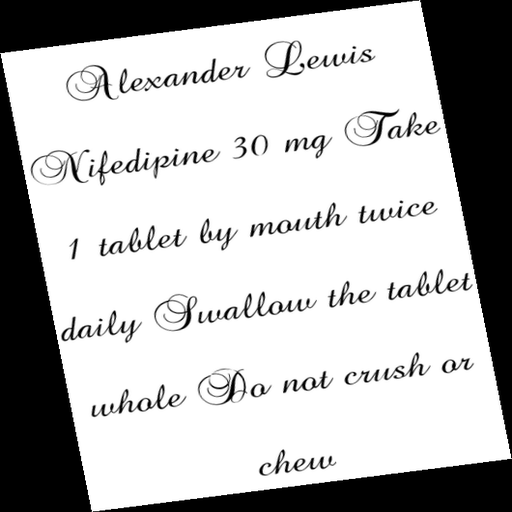 Alexander Lewis
Nifedipine 30 mg Take
1 tablet by mouth twice
daily Swallow the tablet
whole Do not crush or
chew